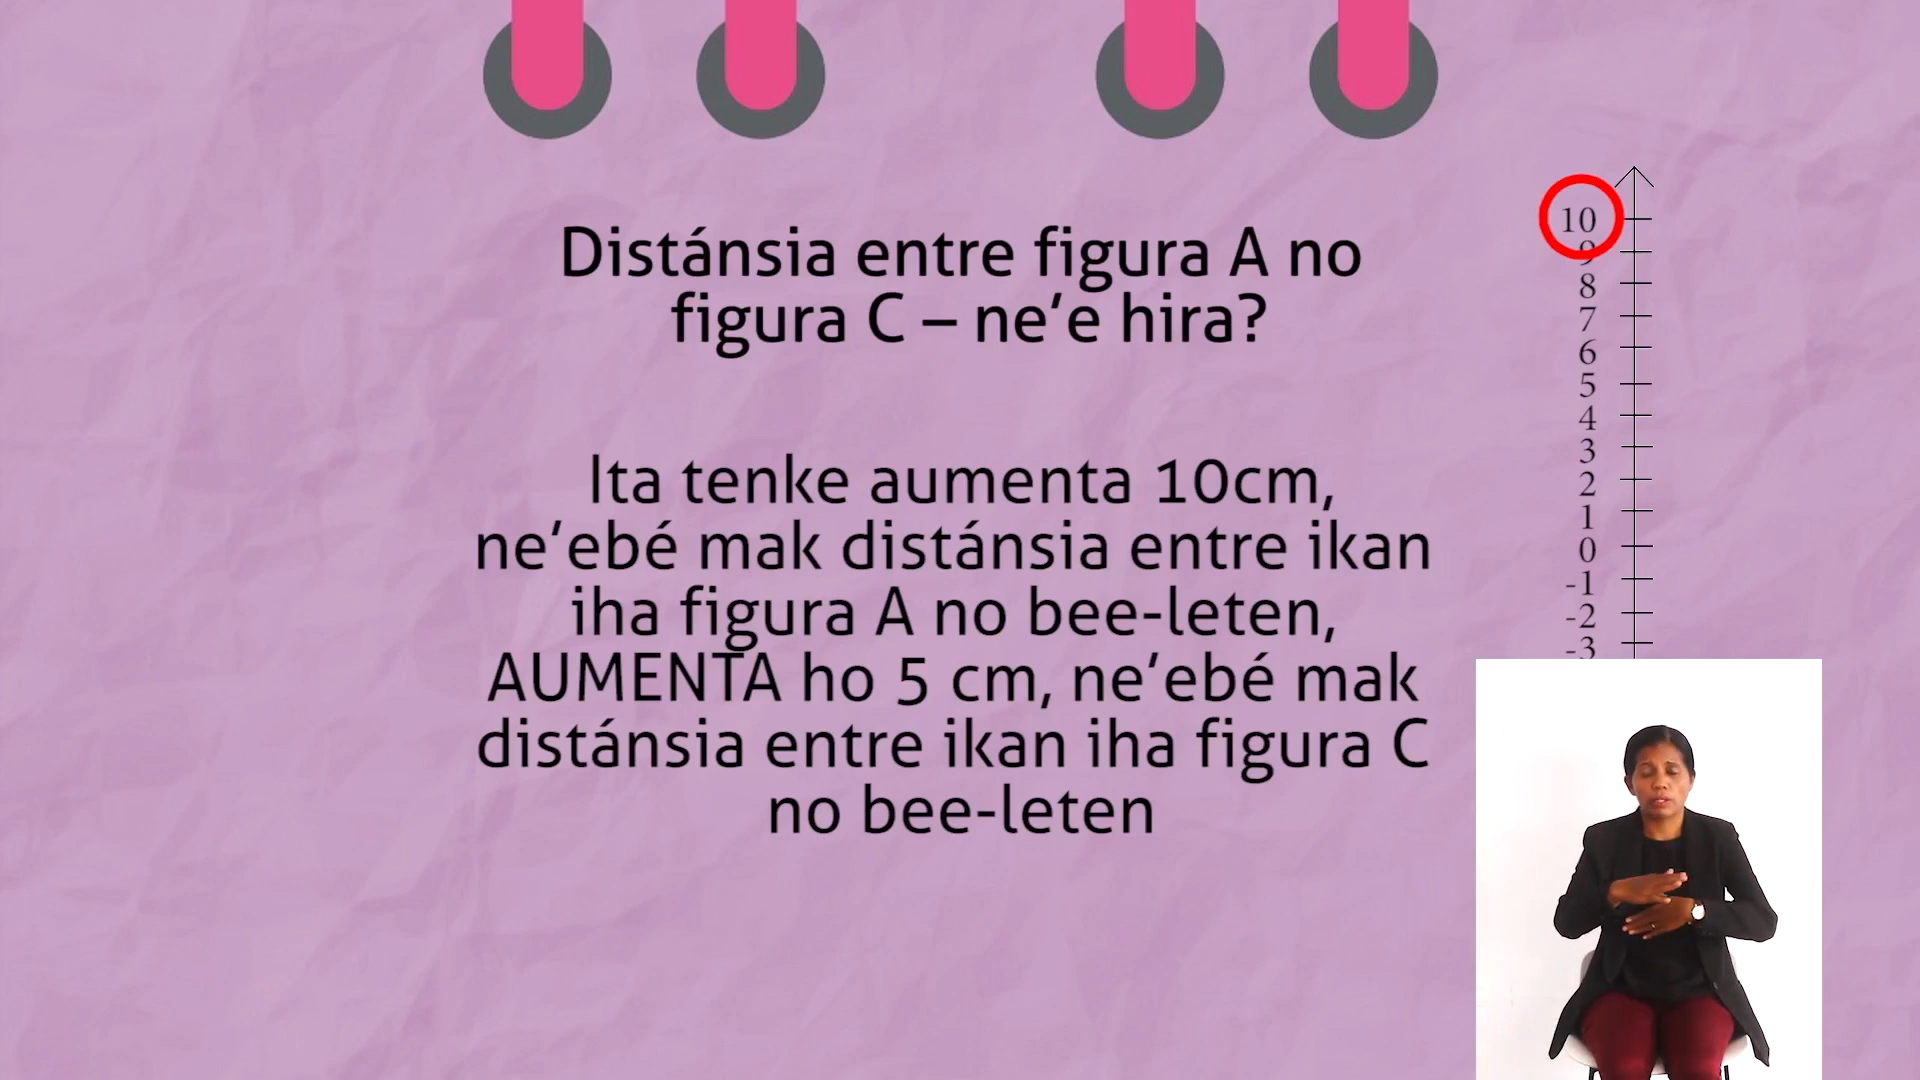 Distánsia entre figura A no
figura C – ne’e hira?
Ita tenke aumenta 10cm,
ne’ebé mak distánsia entre ikan
iha figura A no bee-leten,
AUMENTA ho 5 cm, ne’ebé mak
distánsia entre ikan iha figura C
no bee-leten
10
9
8
7
6
5
4
3
2
1
0
-1
-2
-3